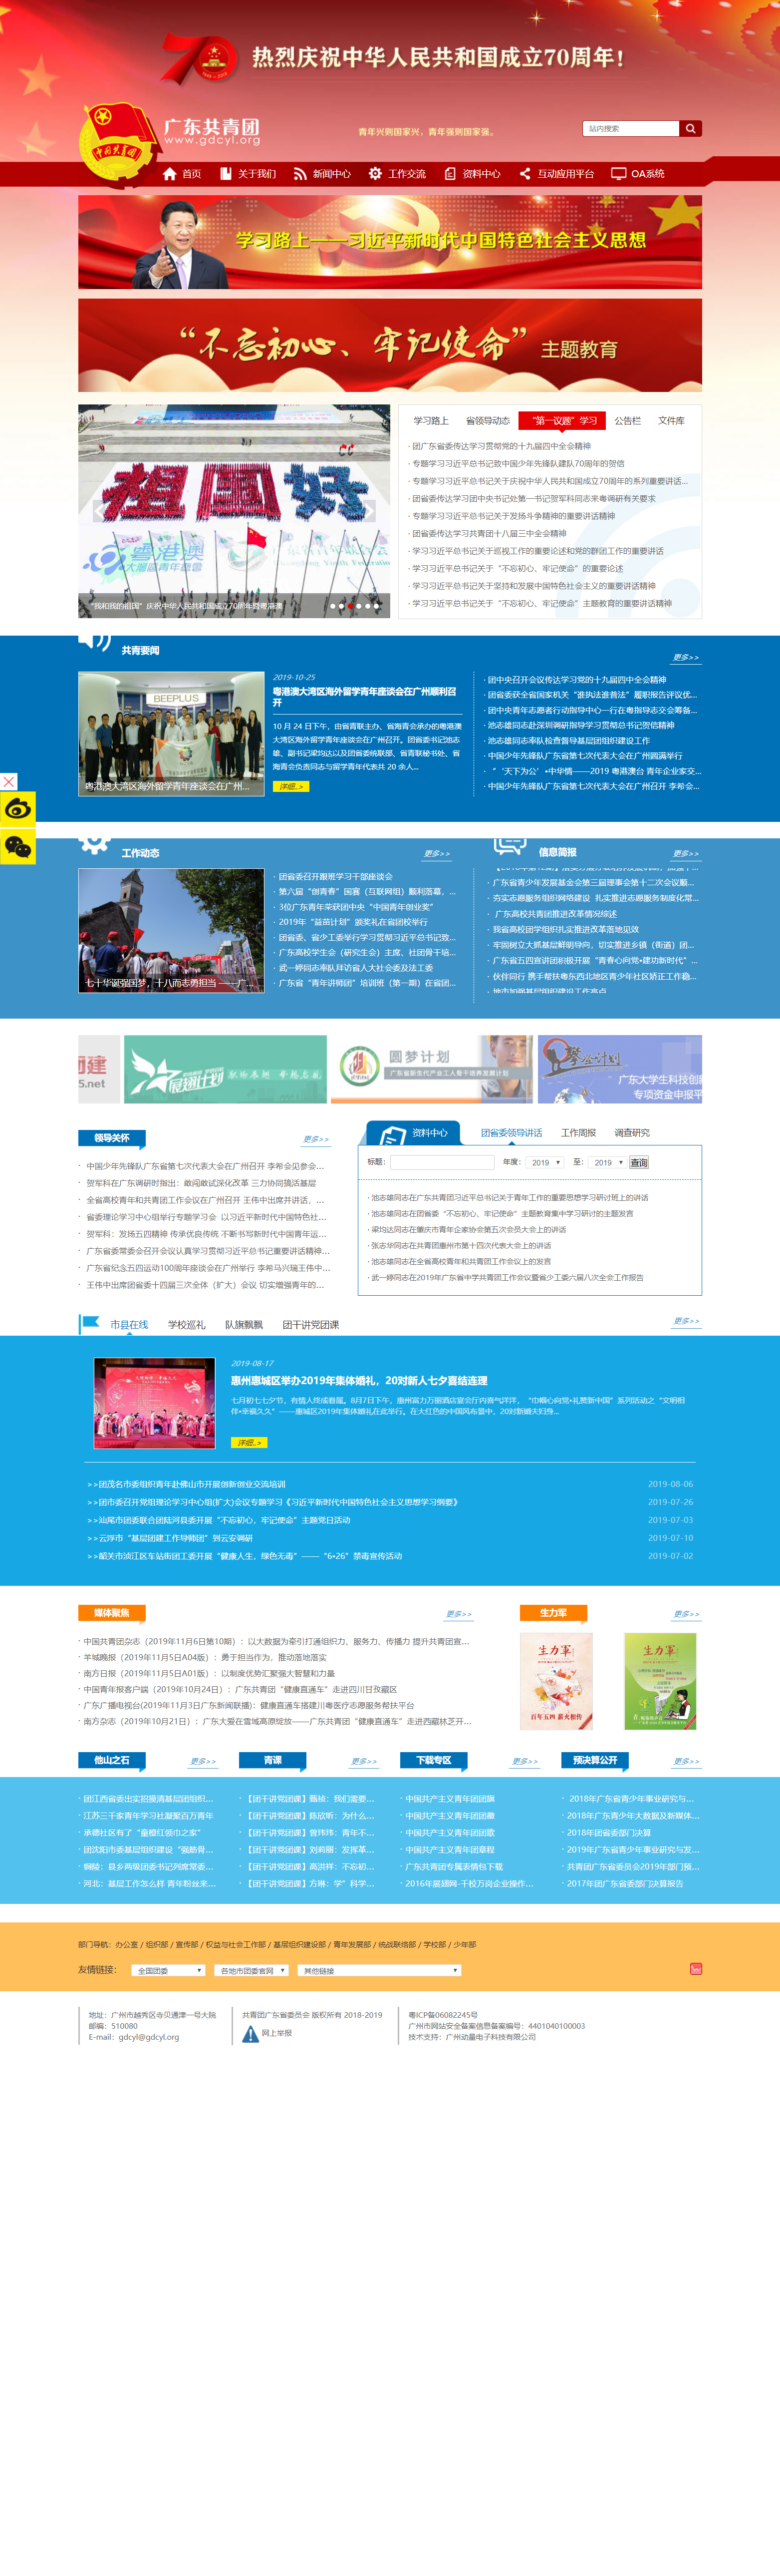 热烈庆祝中华人民共和国成立70周年！
广东共青团
www.gdcyl.org
青年兴则国家兴，青年强则国家强。
站内搜索
首页
关于我们
新闻中心
工作交流
资料中心
互动应用平台
OA系统
学习路上——习近平新时代中国特色社会主义思想
“不忘初心、牢记使命”主题教育
“我和我的祖国”庆祝中华人民共和国成立70周年暨粤港澳
学习路上
省领导动态
“第一议题”学习
公告栏
文件库
· 团广东省委传达学习贯彻党的十九届四中全会精神
· 专题学习习近平总书记致中国少年先锋队建队70周年的贺信
· 专题学习习近平总书记关于庆祝中华人民共和国成立70周年的系列重要讲话...
· 团省委传达学习团中央书记处第一书记贺军科同志来粤调研有关要求
· 专题学习习近平总书记关于发扬斗争精神的重要讲话精神
· 团省委传达学习共青团十八届三中全会精神
· 学习习近平总书记关于巡视工作的重要论述和党的群团工作的重要讲话
· 学习习近平总书记关于“不忘初心、牢记使命”的重要论述
· 学习习近平总书记关于坚持和发展中国特色社会主义的重要讲话精神
· 学习习近平总书记关于“不忘初心、牢记使命”主题教育的重要讲话精神
共青要闻
更多>>
粤港澳大湾区海外留学青年座谈会在广州...
2019-10-25
粤港澳大湾区海外留学青年座谈会在广州顺利召
开
10 月 24 日下午，由省青联主办、省海青会承办的粤港澳
大湾区海外留学青年座谈会在广州召开。团省委书记池志
雄、副书记梁均达以及团省委统联部、省青联秘书处、省
海青会负责同志与留学青年代表共 20 余人...
详细..>
· 团中央召开会议传达学习党的十九届四中全会精神
· 团省委获全省国家机关“谁执法谁普法”履职报告评议优...
· 团中央青年志愿者行动指导中心一行在粤指导志交会筹备...
· 池志雄同志赴深圳调研指导学习贯彻总书记贺信精神
· 池志雄同志率队检查督导基层团组织建设工作
· 中国少年先锋队广东省第七次代表大会在广州圆满举行
· “‘天下为公’•中华情——2019 粤港澳台 青年企业家交...
· 中国少年先锋队广东省第七次代表大会在广州召开 李希会...
工作动态
更多>>
七十华诞强国梦，十八而志勇担当 ——广...
· 团省委召开跟班学习干部座谈会
· 第六届“创青春”国赛（互联网组）顺利落幕，...
· 3位广东青年荣获团中央“中国青年创业奖”
· 2019年“益苗计划”颁奖礼在省团校举行
· 团省委、省少工委举行学习贯彻习近平总书记致...
· 广东高校学生会（研究生会）主席、社团骨干培...
· 武一婷同志率队拜访省人大社会委及法工委
· 广东省“青年讲师团”培训班（第一期）在省团...
信息简报
更多>>
· 广东省青少年发展基金会第三届理事会第十二次会议顺...
· 夯实志愿服务组织网络建设 扎实推进志愿服务制度化常...
· 广东高校共青团推进改革情况综述
· 我省高校团学组织扎实推进改革落地见效
· 牢固树立大抓基层鲜明导向，切实推进乡镇（街道）团...
· 广东省五四宣讲团积极开展“青春心向党•建功新时代”...
· 伙伴同行 携手帮扶粤东西北地区青少年社区矫正工作稳...
· 地市加强基层组织建设工作亮点
展翅计划
圆梦计划
广东省新生代产业工人骨干培养发展计划
攀登计划
广东大学生科技创新
专项资金申报平
领导关怀
更多>>
· 中国少年先锋队广东省第七次代表大会在广州召开 李希会见参会...
· 贺军科在广东调研时指出：敢闯敢试深化改革 三力协同搞活基层
· 全省高校青年和共青团工作会议在广州召开 王伟中出席并讲话、...
· 省委理论学习中心组举行专题学习会 以习近平新时代中国特色社...
· 贺军科：发扬五四精神 传承优良传统 不断书写新时代中国青年运...
· 广东省委常委会召开会议认真学习贯彻习近平总书记重要讲话精神...
· 广东省纪念五四运动100周年座谈会在广州举行 李希马兴瑞王伟中...
· 王伟中出席团省委十四届三次全体（扩大）会议 切实增强青年的...
资料中心
团省委领导讲话
工作周报
调查研究
标题：
年度：
2019
至：
2019
查询
· 池志雄同志在广东共青团习近平总书记关于青年工作的重要思想学习研讨班上的讲话
· 池志雄同志在团省委“不忘初心、牢记使命”主题教育集中学习研讨的主题发言
· 梁均达同志在肇庆市青年企家协会第五次会员大会上的讲话
· 张志华同志在共青团惠州市第十四次代表大会上的讲话
· 池志雄同志在全省高校青年和共青团工作会议上的发言
· 武一婷同志在2019年广东省中学共青团工作会议暨省少工委六届八次全会工作报告
市县在线
学校巡礼
队旗飘飘
团干讲党团课
更多>>
2019-08-17
惠州惠城区举办2019年集体婚礼，20对新人七夕喜结连理
七月初七七夕节，有情人终成眷属。8月7日下午，惠州富力万丽酒店宴会厅内喜气洋洋，“巾帼心向党•礼赞新中国”系列活动之“文明相
伴•幸福久久”——惠城区2019年集体婚礼在此举行。在大红色的中国风布景中，20对新婚夫妇身...
详细..>
>>团茂名市委组织青年赴佛山市开展创新创业交流培训
2019-08-06
>>团市委召开党组理论学习中心组(扩大)会议专题学习《习近平新时代中国特色社会主义思想学习纲要》
2019-07-26
>>汕尾市团委联合团陆河县委开展“不忘初心，牢记使命”主题党日活动
2019-07-03
>>云浮市“基层团建工作导师团”到云安调研
2019-07-10
>>韶关市浈江区车站街团工委开展“健康人生，绿色无毒”——“6•26”禁毒宣传活动
2019-07-02
媒体聚焦
更多>>
· 中国共青团杂志（2019年11月6日第10期）：以大数据为牵引打通组织力、服务力、传播力 提升共青团宣...
· 羊城晚报（2019年11月5日A04版）：勇于担当作为，推动落地落实
· 南方日报（2019年11月5日A01版）：以制度优势汇聚强大智慧和力量
· 中国青年报客户端（2019年10月24日）：广东共青团“健康直通车”走进四川甘孜藏区
· 广东广播电视台(2019年11月3日广东新闻联播)：健康直通车搭建川粤医疗志愿服务帮扶平台
· 南方杂志（2019年10月21日）：广东大爱在雪域高原绽放——广东共青团“健康直通车”走进西藏林芝开...
生力军
更多>>
生力军
百年五四 薪火相传
生力军
他山之石
更多>>
· 团江西省委出实招摸清基层团组织...
· 江苏三千家青年学习社凝聚百万青年
· 承德社区有了“童橙红领巾之家”
· 团沈阳市委基层组织建设“强筋骨...
· 铜陵：县乡两级团委书记列席常委...
· 河北：基层工作怎么样 青年粉丝来...
青课
更多>>
· 【团干讲党团课】甄祯：我们需要...
· 【团干讲党团课】陈欣昕：为什么...
· 【团干讲党团课】曾玮玮：青年不...
· 【团干讲党团课】刘莉丽：发挥革...
· 【团干讲党团课】高洪祥：不忘初...
· 【团干讲党团课】方琳：学”科学...
下载专区
更多>>
· 中国共产主义青年团团旗
· 中国共产主义青年团团徽
· 中国共产主义青年团团歌
· 中国共产主义青年团章程
· 广东共青团专属表情包下载
· 2016年展翅网-千校万岗企业操作...
预决算公开
更多>>
· 2018年广东省青少年事业研究与...
· 2018年广东青少年大数据及新媒体...
· 2018年团省委部门决算
· 2019年广东省青少年事业研究与发...
· 共青团广东省委员会2019年部门预...
· 2017年团广东省委部门决算报告
部门导航：办公室 / 组织部 / 宣传部 / 权益与社会工作部 / 基层组织建设部 / 青年发展部 / 统战联络部 / 学校部 / 少年部
友情链接：
全国团委
各地市团委官网
其他链接
地址：广州市越秀区寺贝通津一号大院
邮编：510080
E-mail：gdcyl@gdcyl.org
共青团广东省委员会 版权所有 2018-2019
网上举报
粤ICP备06082245号
广州市网站安全备案信息备案编号：4401040100003
技术支持：广州动量电子科技有限公司